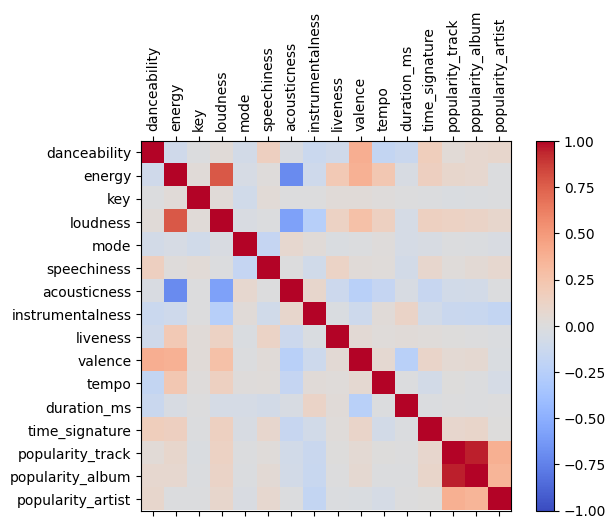 danceability
energy
key
loudness
mode
speechiness
acousticness
instrumentalness
liveness
valence
tempo
duration_ms
time_signature
popularity_track
popularity_album
popularity_artist
danceability
energy
key
loudness
mode
speechiness
acousticness
instrumentalness
liveness
valence
tempo
duration_ms
time_signature
popularity_track
popularity_album
popularity_artist
1.00
0.75
0.50
0.25
0.00
−0.25
−0.50
−0.75
−1.00